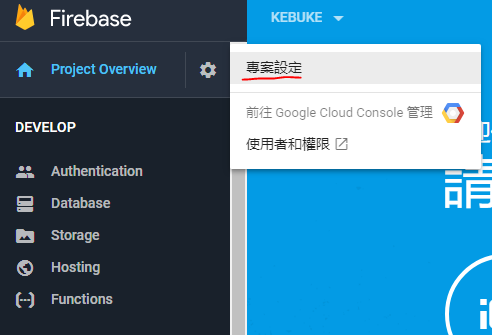 Firebase
KEBUKE
Project Overview
專案設定
前往 Google Cloud Console 管理
使用者和權限
DEVELOP
Authentication
Database
Storage
Hosting
Functions
請